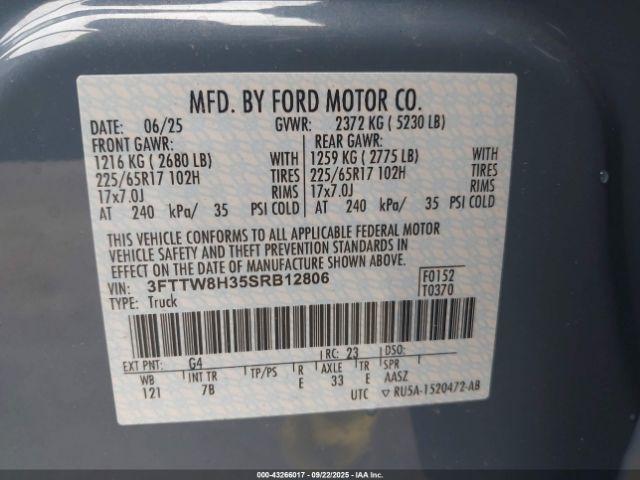 MFD. BY FORD MOTOR CO.
DATE: 06/25 GVWR: 2372 KG ( 5230 LB)
FRONT GAWR: REAR GAWR:
1216 KG ( 2680 LB) WITH 1259 KG ( 2775 LB) WITH
225/65R17 102H TIRES 225/65R17 102H TIRES
17x7.0J RIMS 17x7.0J RIMS
AT 240 kPa/ 35 PSI COLD AT 240 kPa/ 35 PSI COLD
THIS VEHICLE CONFORMS TO ALL APPLICABLE FEDERAL MOTOR
VEHICLE SAFETY AND THEFT PREVENTION STANDARDS IN
EFFECT ON THE DATE OF MANUFACTURE SHOWN ABOVE.
VIN: 3FTTW8H35SRB12806 F0152
TYPE: Truck T0370
EXT PNT: G4 RC: 23 DSO:
WB INT TR TP/PS R AXLE TR SPR
121 7B E 33 E AASZ
UTC ▽ RU5A-1520472-AB
000-43266017 - 09/22/2025 - IAAI.COM